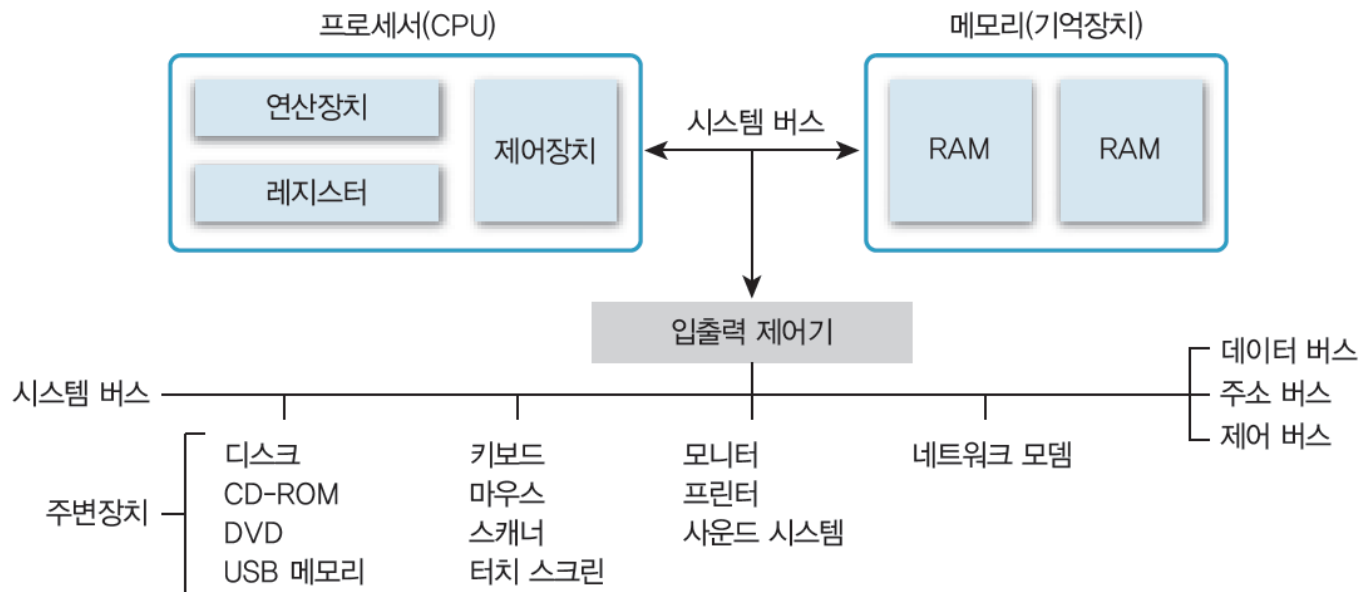 프로세서(CPU)
메모리(기억장치)
연산장치
레지스터
제어장치
시스템 버스
RAM
RAM
입출력 제어기
시스템 버스
데이터 버스
주소 버스
제어 버스
주변장치
디스크
CD-ROM
DVD
USB 메모리
키보드
마우스
스캐너
터치 스크린
모니터
프린터
사운드 시스템
네트워크 모뎀